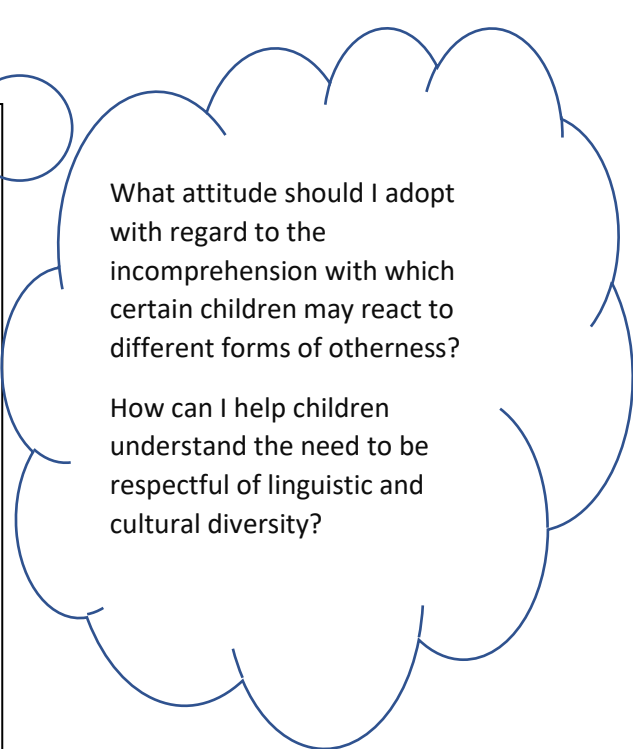 What attitude should I adopt
with regard to the
incomprehension with which
certain children may react to
different forms of otherness?
How can I help children
understand the need to be
respectful of linguistic and
cultural diversity?